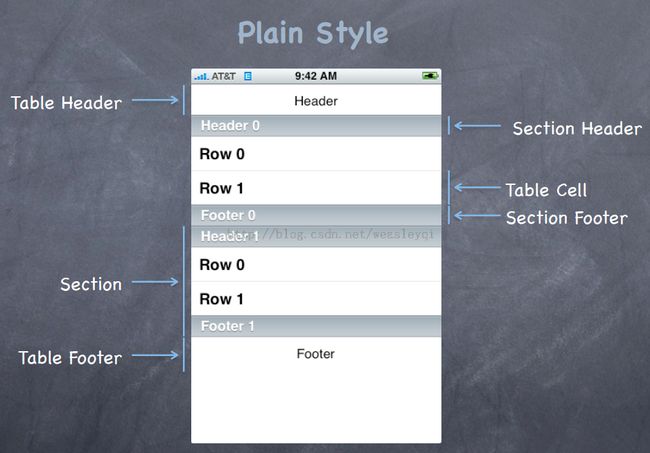 Plain Style
AT&T E 9:42 AM
Table Header
Header
Header 0
Section Header
Row 0
Row 1
Table Cell
Footer 0
Section Footer
Header 1
http://blog.csdn.net/weasleyqi
Row 0
Section
Row 1
Footer 1
Table Footer
Footer